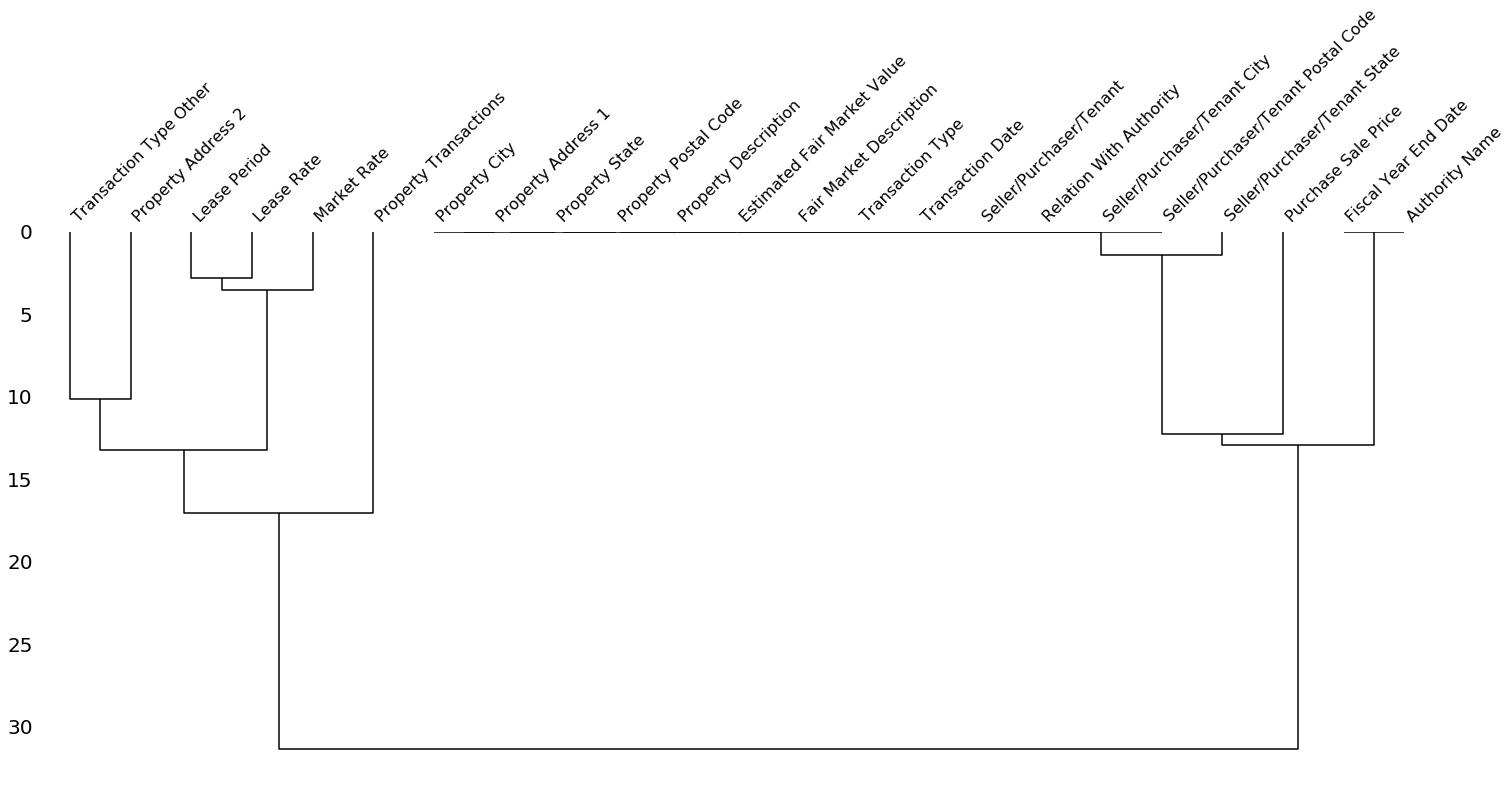 Transaction Type Other
Property Address 2
Lease Period
Lease Rate
Market Rate
Property Transactions
Property City
Property Address 1
Property State
Property Postal Code
Property Description
Estimated Fair Market Value
Fair Market Description
Transaction Type
Transaction Date
Seller/Purchaser/Tenant
Relation With Authority
Seller/Purchaser/Tenant City
Seller/Purchaser/Tenant Postal Code
Seller/Purchaser/Tenant State
Purchase Sale Price
Fiscal Year End Date
Authority Name
0
5
10
15
20
25
30